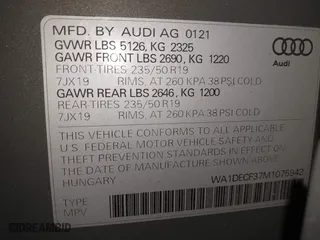 MFD. BY AUDI AG 0121
GVWR LBS 5126, KG 2325
GAWR FRONT LBS 2690, KG 1220
FRONT-TIRES 235/50 R19
7JX19 RIMS. AT 260 KPA 38 PSI COLD
GAWR REAR LBS 2646, KG 1200
REAR-TIRES 235/50 R19
7JX19 RIMS AT 260 KPA 38 PSI COLD
THIS VEHICLE CONFORMS TO ALL APPLICABLE
U.S. FEDERAL MOTOR VEHICLE SAFETY AND
THEFT PREVENTION STANDARDS IN EFFECT ON
THE DATE OF MANUFACTURE SHOWN ABOVE.
HUNGARY
WA1DECF37M1076942
TYPE:
MPV
Audi
DREAMBID